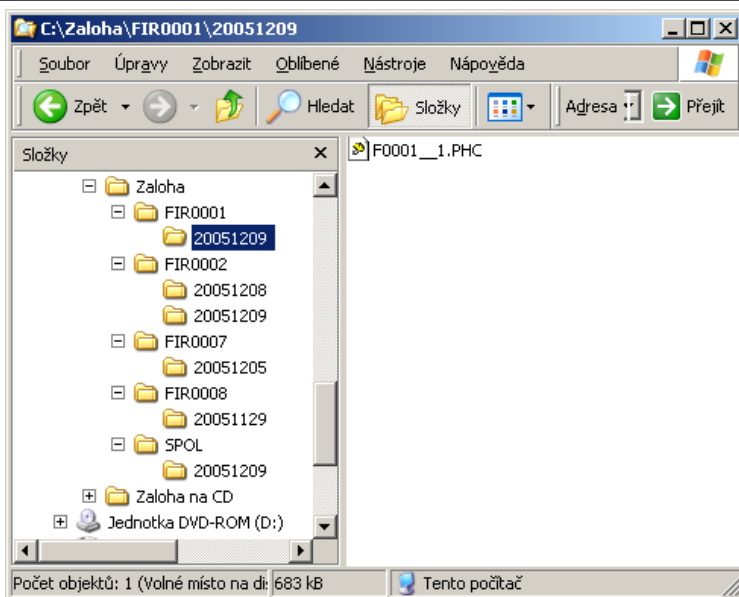 C:\Zaloha\FIR0001\20051209
Soubor Úpravy Zobrazit Oblíbené Nástroje Nápověda
Zpět Hledat Složky Adresa Přejít
Složky
F0001__1.PHC
Zaloha
FIR0001
20051209
FIR0002
20051208
20051209
FIR0007
20051205
FIR0008
20051129
SPOL
20051209
Zaloha na CD
Jednotka DVD-ROM (D:)
Počet objektů: 1 (Volné místo na di 683 kB Tento počítač